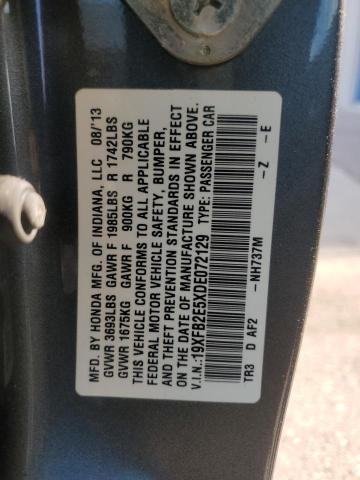 MFD. BY HONDA MFG. OF INDIANA, LLC 08/'13
GVWR 3693LBS GAWR F 1985LBS R 1742LBS
GVWR 1675KG GAWR F 900KG R 790KG
THIS VEHICLE CONFORMS TO ALL APPLICABLE
FEDERAL MOTOR VEHICLE SAFETY, BUMPER,
AND THEFT PREVENTION STANDARDS IN EFFECT
ON THE DATE OF MANUFACTURE SHOWN ABOVE.
V.I.N.:19XFB2E5XDE072129 TYPE: PASSENGER CAR
TR3 D AF2 -NH737M -Z -E